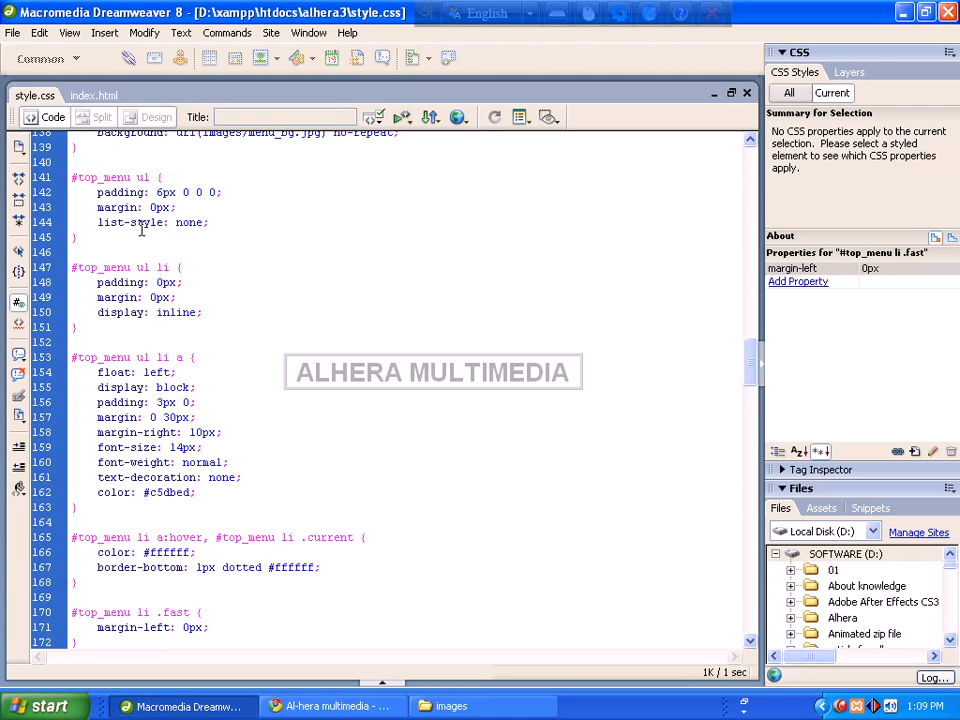 Macromedia Dreamweaver 8 - [D:\xampp\htdocs\alhera3\style.css]
English
File Edit View Insert Modify Text Commands Site Window Help
Common
CSS
CSS Styles Layers
All Current
Summary for Selection
No CSS properties apply to the current
selection. Please select a styled
element to see which CSS properties
apply.
About
Properties for "#top_menu li .fast"
margin-left 0px
Add Property
Tag Inspector
Files
Files Assets Snippets
Local Disk (D:) Manage Sites
SOFTWARE (D:)
01
About knowledge
Adobe After Effects CS3
Alhera
Animated zip file
Log...
style.css index.html
Code Split Design Title:
138 background: url(images/menu_bg.jpg) no-repeat;
139 }
140
141 #top_menu ul {
142 padding: 6px 0 0 0;
143 margin: 0px;
144 list-style: none;
145 }
146
147 #top_menu ul li {
148 padding: 0px;
149 margin: 0px;
150 display: inline;
151 }
152
153 #top_menu ul li a {
154 float: left;
155 display: block;
156 padding: 3px 0;
157 margin: 0 30px;
158 margin-right: 10px;
159 font-size: 14px;
160 font-weight: normal;
161 text-decoration: none;
162 color: #c5dbed;
163 }
164
165 #top_menu li a:hover, #top_menu li .current {
166 color: #ffffff;
167 border-bottom: 1px dotted #ffffff;
168 }
169
170 #top_menu li .fast {
171 margin-left: 0px;
172 }
ALHERA MULTIMEDIA
1K / 1 sec
start Macromedia Dreamw... Al-hera multimedia - ... images 1:09 PM